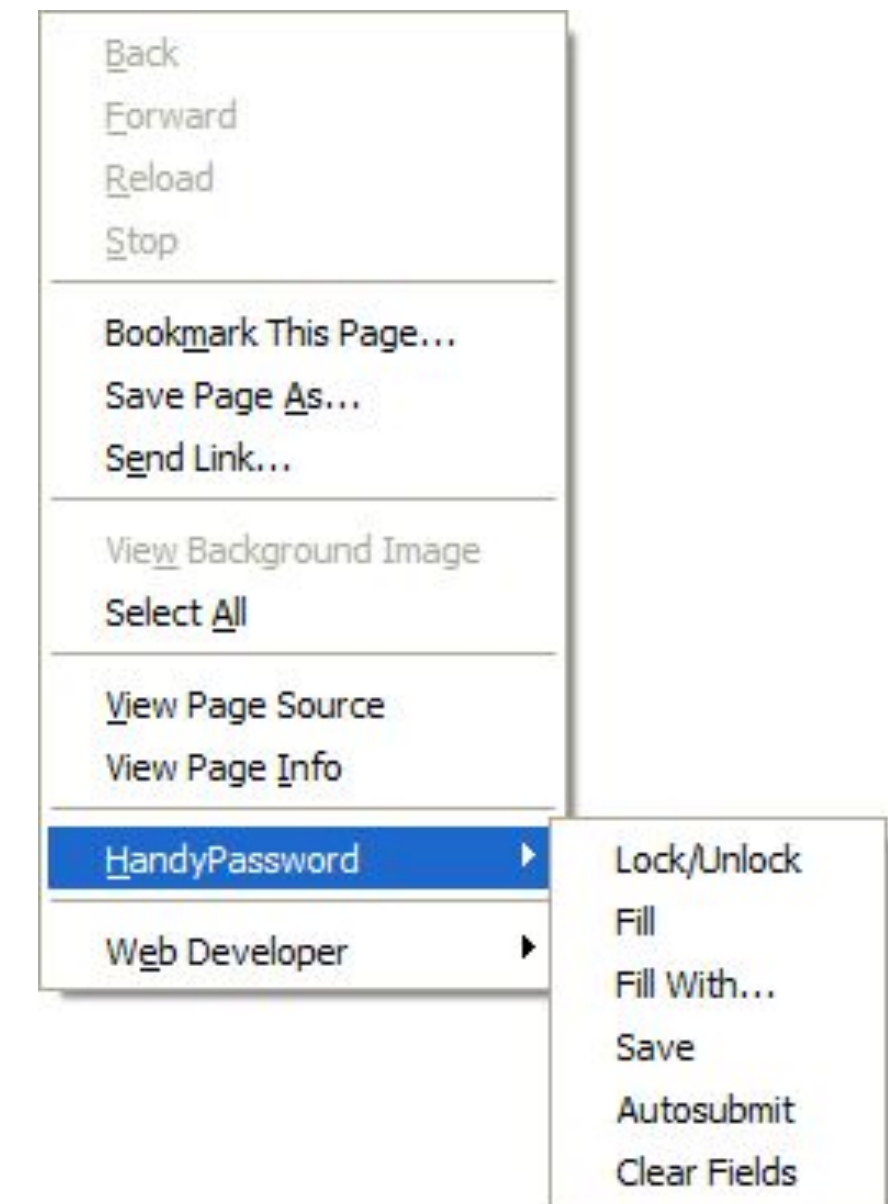 Back
Forward
Reload
Stop
Bookmark This Page...
Save Page As...
Send Link...
View Background Image
Select All
View Page Source
View Page Info
HandyPassword
Web Developer
Lock/Unlock
Fill
Fill With...
Save
Autosubmit
Clear Fields